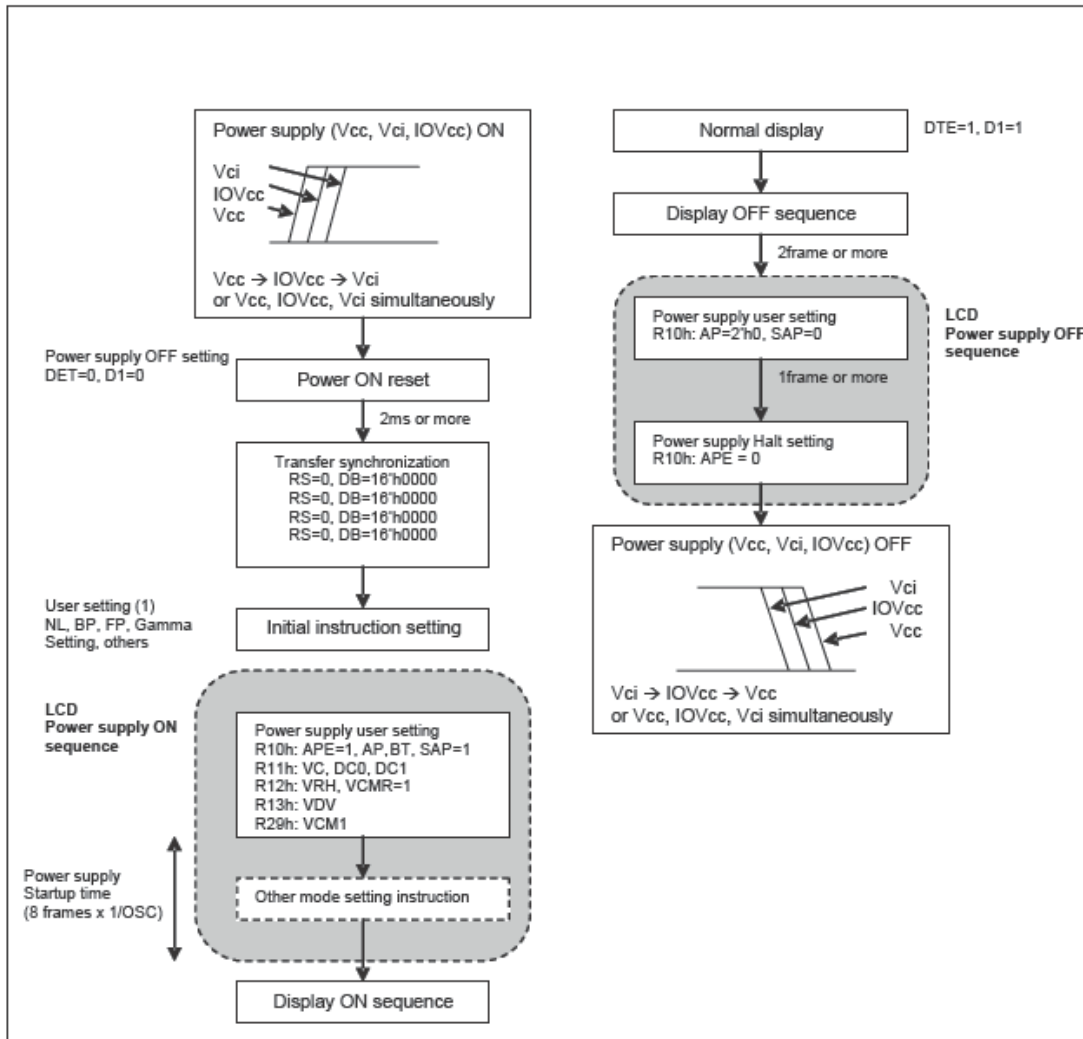 Power supply (Vcc, Vci, IOVcc) ON
Vci
IOVcc
Vcc
Vcc → IOVcc → Vci
or Vcc, IOVcc, Vci simultaneously
Power supply OFF setting
DET=0, D1=0
Power ON reset
2ms or more
Transfer synchronization
RS=0, DB=16"h0000
RS=0, DB=16"h0000
RS=0, DB=16"h0000
RS=0, DB=16"h0000
User setting (1)
NL, BP, FP, Gamma
Setting, others
Initial instruction setting
LCD
Power supply ON
sequence
Power supply user setting
R10h: APE=1, AP,BT, SAP=1
R11h: VC, DC0, DC1
R12h: VRH, VCMR=1
R13h: VDV
R29h: VCM1
Power supply
Startup time
(8 frames x 1/OSC)
Other mode setting instruction
Display ON sequence
Normal display
DTE=1, D1=1
Display OFF sequence
2frame or more
Power supply user setting
R10h: AP=2'h0, SAP=0
LCD
Power supply OFF
sequence
1frame or more
Power supply Halt setting
R10h: APE = 0
Power supply (Vcc, Vci, IOVcc) OFF
Vci
IOVcc
Vcc
Vci → IOVcc → Vcc
or Vcc, IOVcc, Vci simultaneously